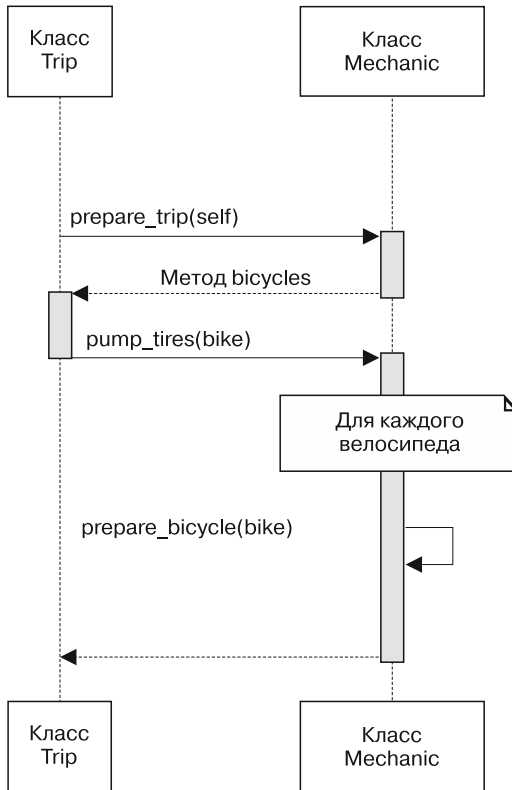 Класс
Trip
Класс
Mechanic
prepare_trip(self)
Метод bicycles
pump_tires(bike)
Для каждого
велосипеда
prepare_bicycle(bike)
Класс
Trip
Класс
Mechanic